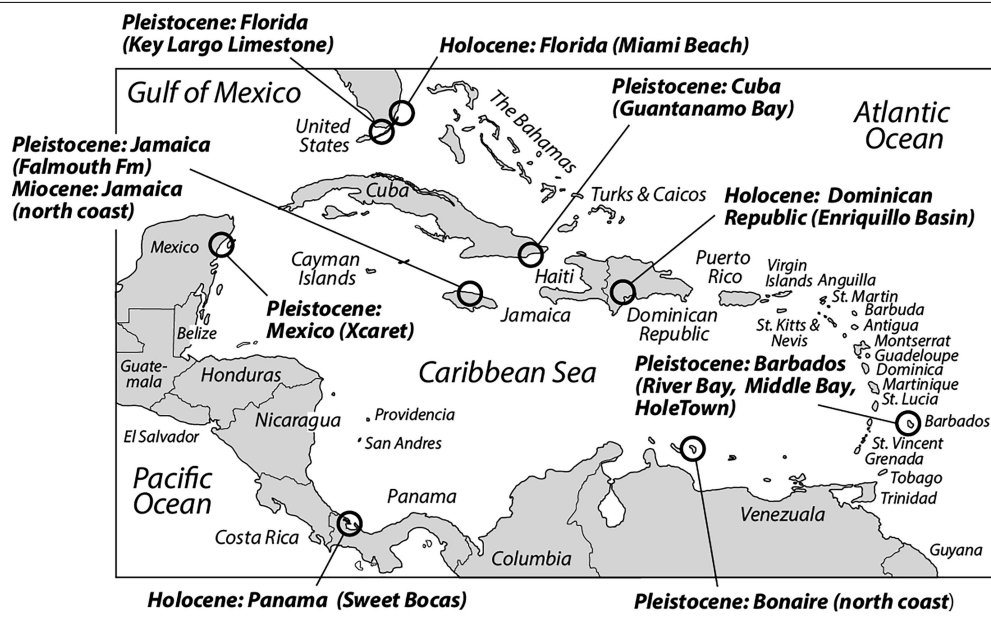 Pleistocene: Florida
(Key Largo Limestone)
Holocene: Florida (Miami Beach)
Gulf of Mexico
Pleistocene: Cuba
(Guantanamo Bay)
Atlantic
Ocean
The Bahamas
United
States
Pleistocene: Jamaica
(Falmouth Fm)
Miocene: Jamaica
(north coast)
Cuba
Turks & Caicos
Holocene: Dominican
Republic (Enriquillo Basin)
Mexico
Cayman
Islands
Haiti
Puerto
Rico
Virgin
Islands
Anguilla
St. Martin
Barbuda
Antigua
Montserrat
Guadeloupe
Dominica
Martinique
St. Lucia
St. Kitts &
Nevis
Pleistocene:
Mexico (Xcaret)
Jamaica
Dominican
Republic
Belize
Guate-
mala
Honduras
Caribbean Sea
Pleistocene: Barbados
(River Bay, Middle Bay,
HoleTown)
Nicaragua
Providencia
San Andres
El Salvador
Barbados
St. Vincent
Grenada
Tobago
Trinidad
Pacific
Ocean
Panama
Costa Rica
Columbia
Venezuala
Guyana
Holocene: Panama (Sweet Bocas)
Pleistocene: Bonaire (north coast)